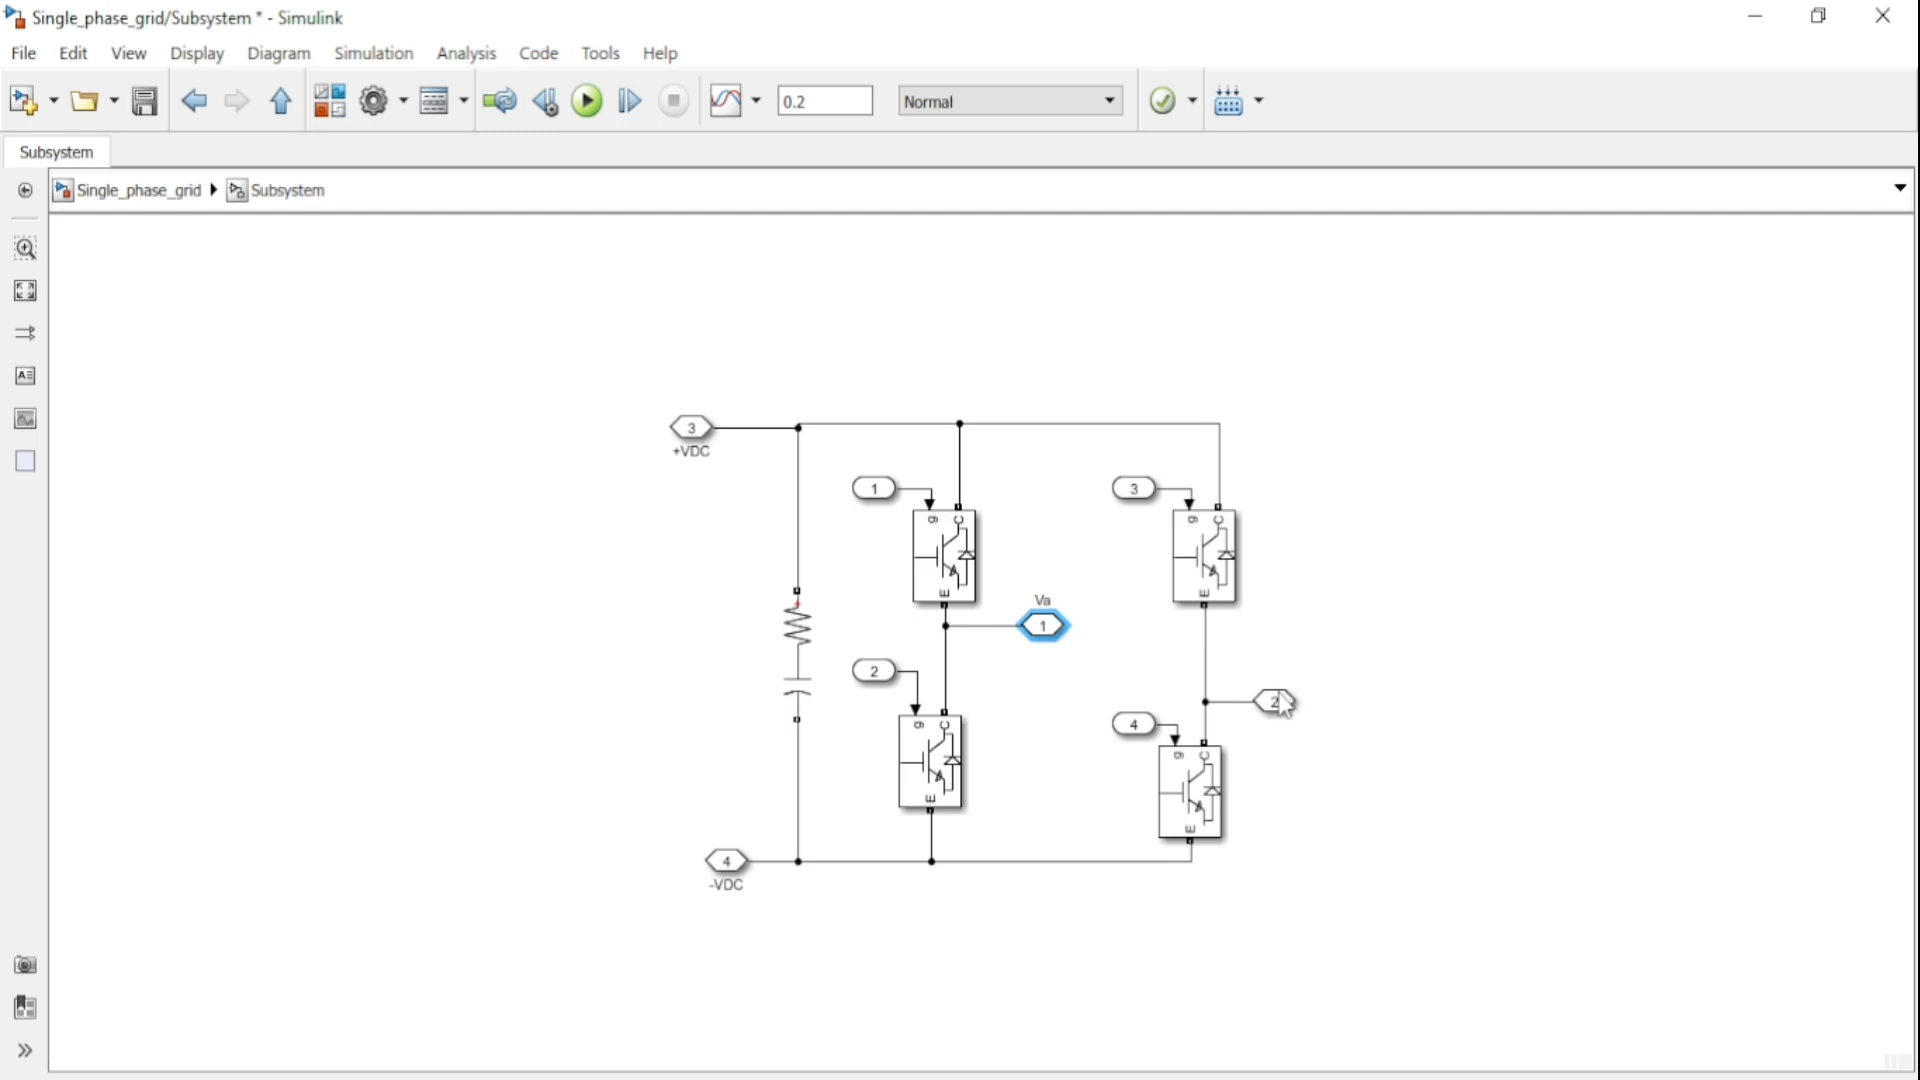 Single_phase_grid/Subsystem * - Simulink
File Edit View Display Diagram Simulation Analysis Code Tools Help
0.2 Normal
Subsystem
Single_phase_grid Subsystem
3
+VDC
1
3
g C
g C
E
E
Va
1
2
2
4
g C
g C
E
E
4
-VDC